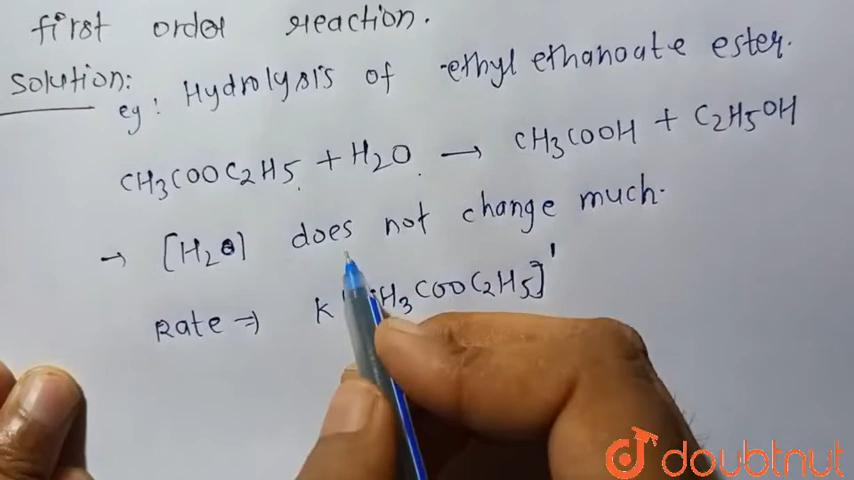 first order reaction.
Solution:
eg: Hydrolysis of ethyl ethanoate ester.
CH3COOC2H5 + H2O → CH3COOH + C2H5OH
→ [H2O] does not change much.
Rate ⇒ K H3COOC2H5]'
doubtnut